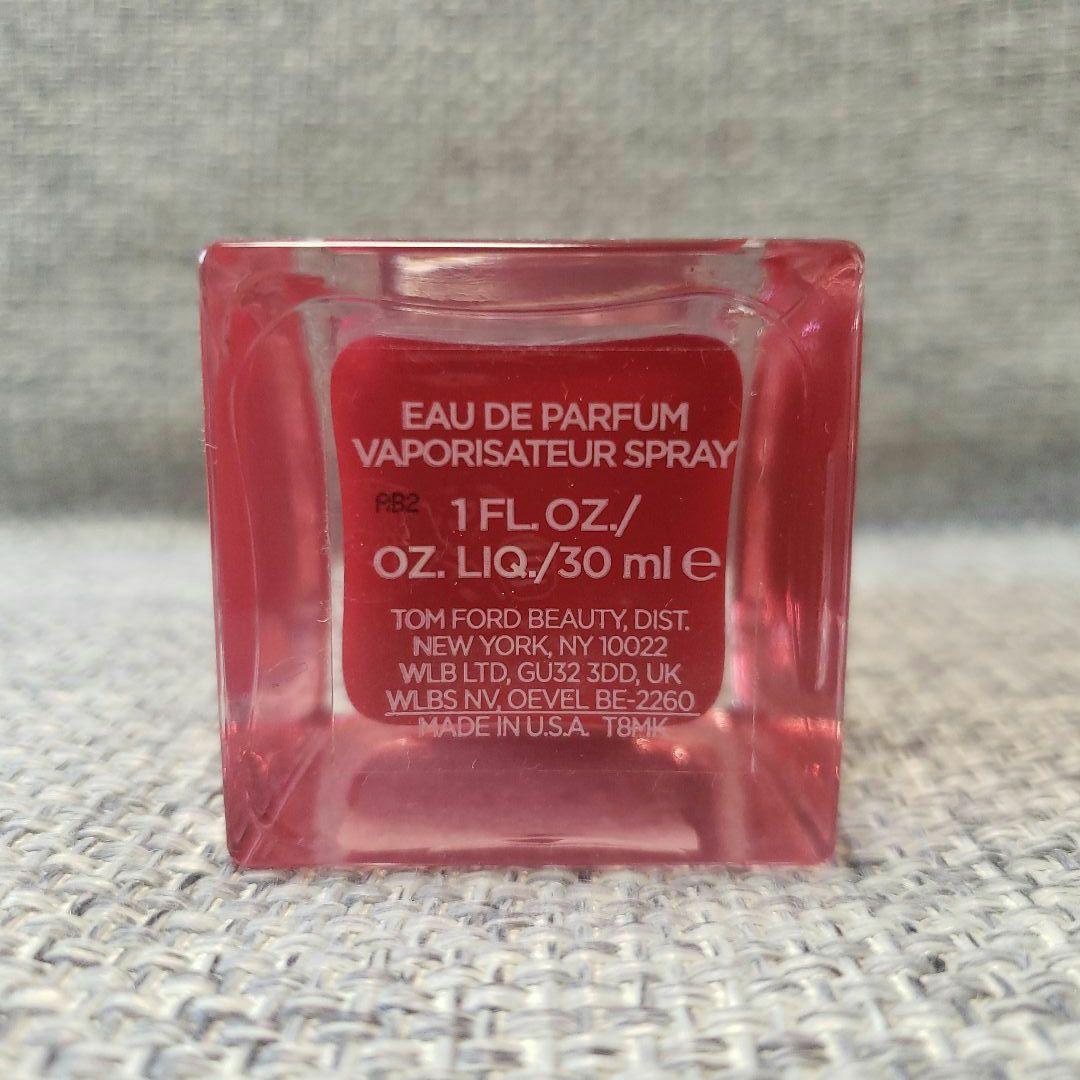 EAU DE PARFUM
VAPORISATEUR SPRAY
AB2 1 FL. OZ./
OZ. LIQ./30 ml ℮
TOM FORD BEAUTY, DIST.
NEW YORK, NY 10022
WLB LTD, GU32 3DD, UK
WLBS NV, OEVEL BE-2260
MADE IN U.S.A. T8MK